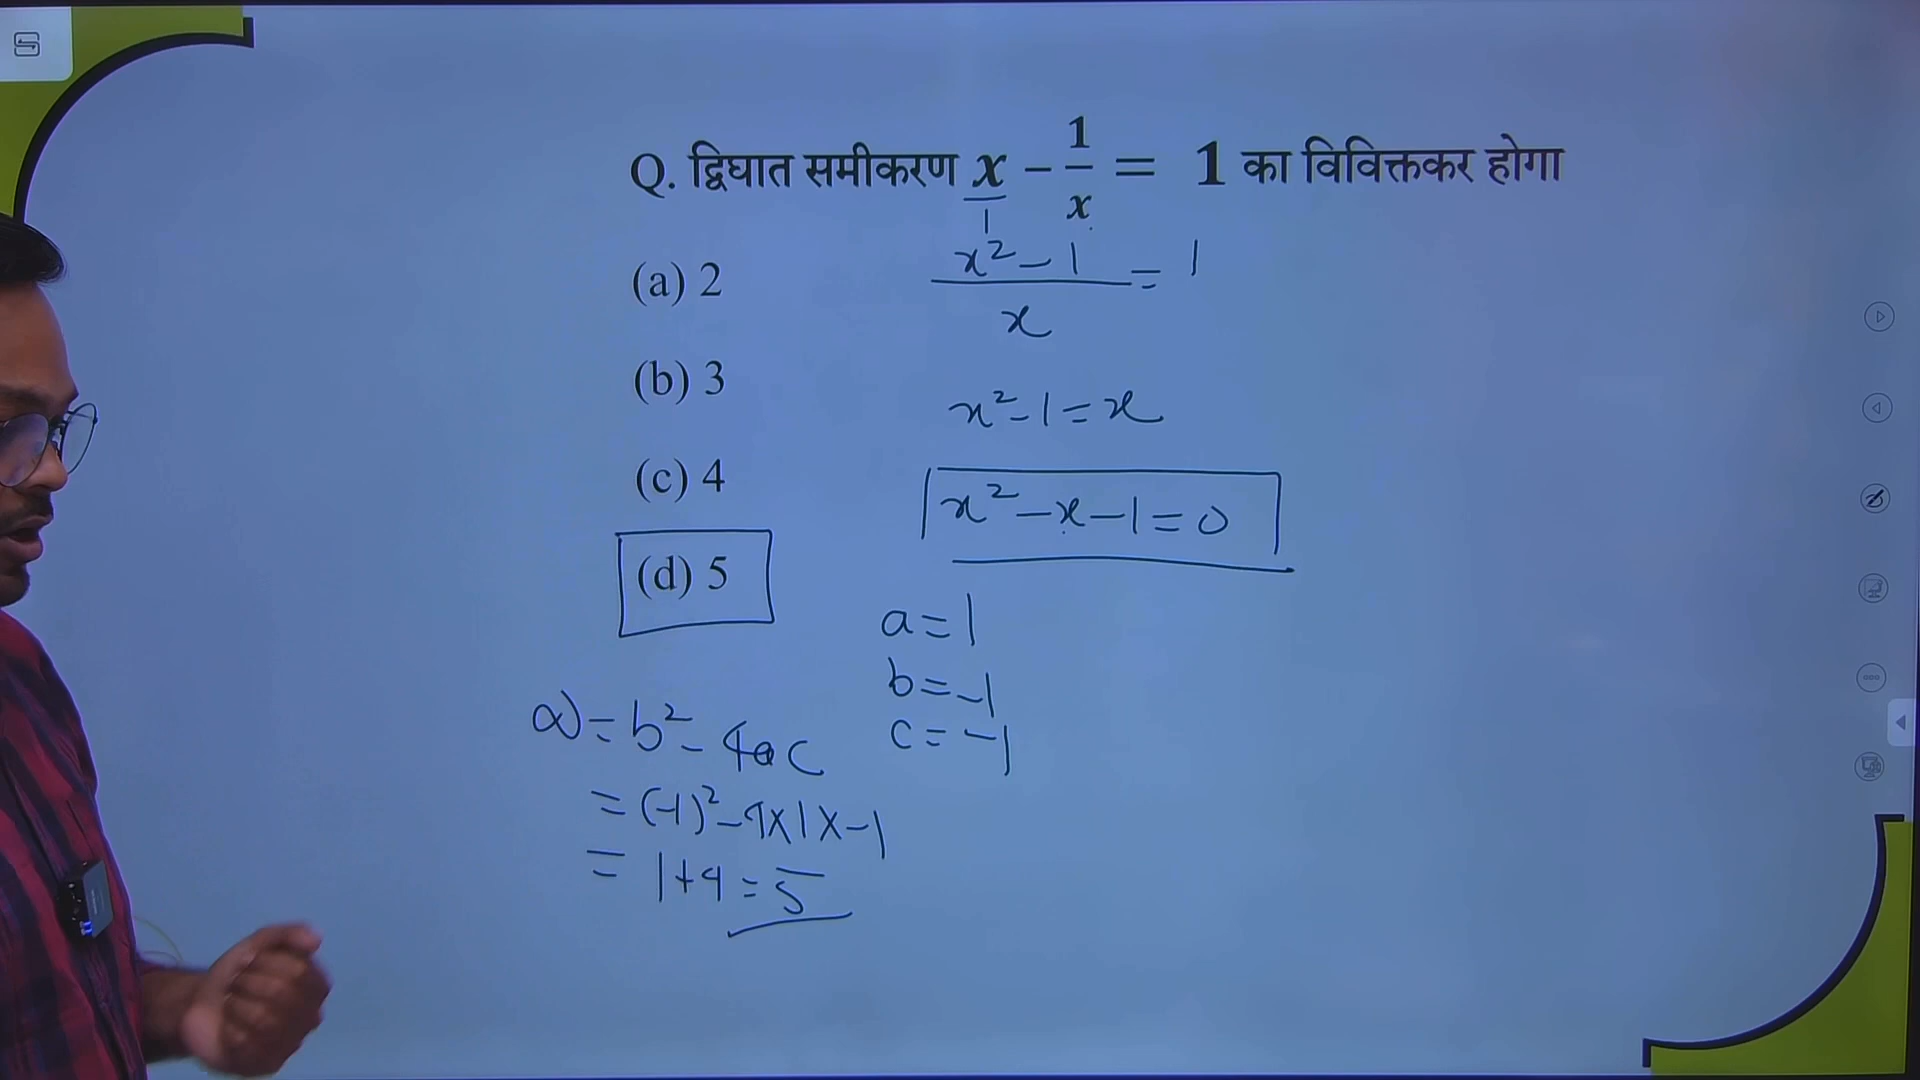 Q. द्विघात समीकरण x − 1/x = 1 का विविक्तकर होगा
1
(a) 2
x² − 1 / x = 1
(b) 3
x² − 1 = x
(c) 4
x² − x − 1 = 0
(d) 5
a = 1
b = −1
c = −1
= b² − 4ac
= (−1)² − 4×1×−1
= 1+4 = 5